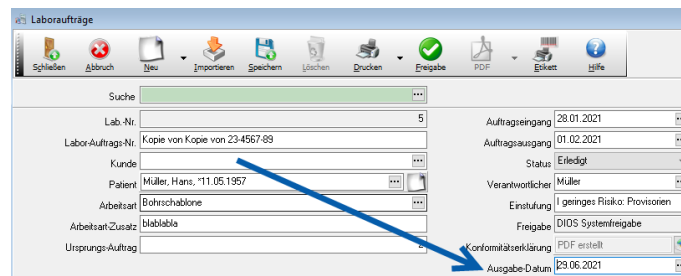 Laboraufträge
Schließen Abbruch Neu Importieren Speichern Löschen Drucken Freigabe PDF Etikett Hilfe
Suche
Lab.-Nr. 5
Labor-Auftrags-Nr. Kopie von Kopie von 23-4567-89
Kunde
Patient Müller, Hans, *11.05.1957
Arbeitsart Bohrschablone
Arbeitsart-Zusatz blablabla
Ursprungs-Auftrag 2
Auftragseingang 28.01.2021
Auftragsausgang 01.02.2021
Status Erledigt
Verantwortlicher Müller
Einstufung I geringes Risiko: Provisorien
Freigabe DIOS Systemfreigabe
Konformitätserklärung PDF erstellt
Ausgabe-Datum 29.06.2021